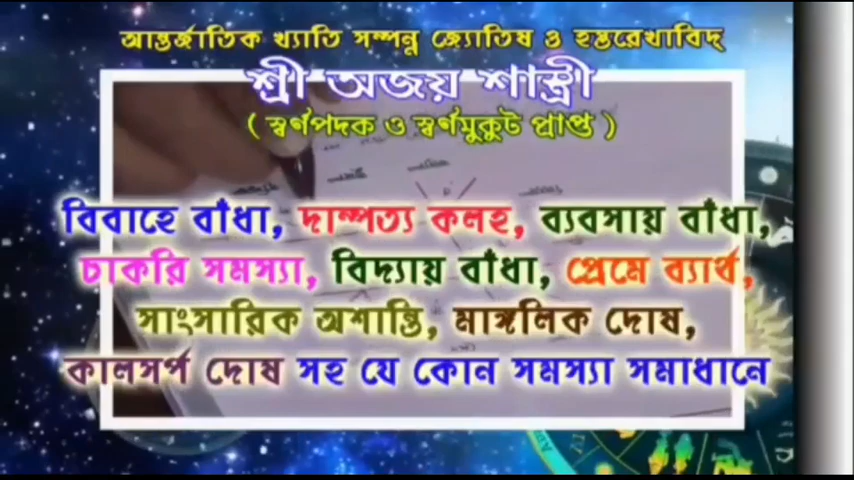 আন্তর্জাতিক খ্যাতি সম্পন্ন জ্যোতিষ ও হস্তরেখাবিদ্
শ্রী অজয় শাস্ত্রী
( স্বর্ণপদক ও স্বর্ণমুকুট প্রাপ্ত )
বিবাহে বাঁধা, দাম্পত্য কলহ, ব্যবসায় বাঁধা,
চাকরি সমস্যা, বিদ্যায় বাঁধা, প্রেমে ব্যার্থ,
সাংসারিক অশান্তি, মাঙ্গলিক দোষ,
কালসর্প দোষ সহ যে কোন সমস্যা সমাধানে